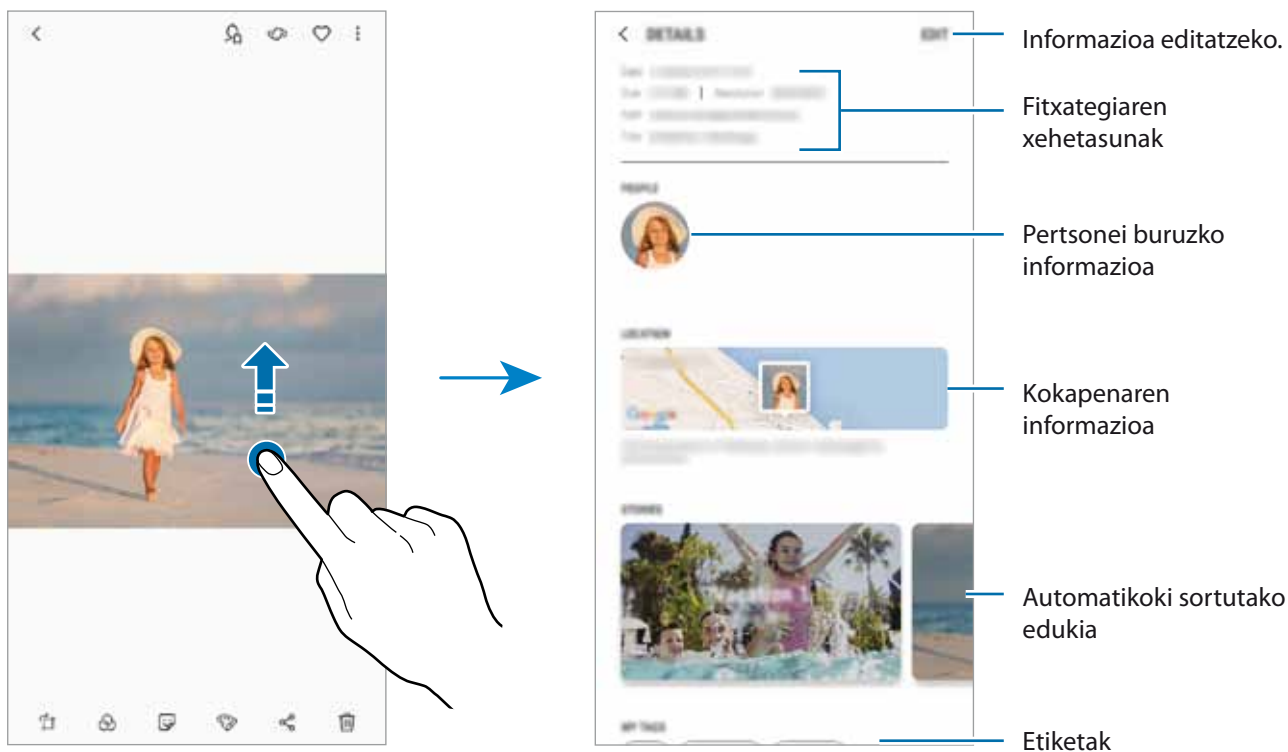 DETAILS
EDIT
Informazioa editatzeko.
Fitxategiaren
xehetasunak
PEOPLE
Pertsonei buruzko
informazioa
LOCATION
Google
Kokapenaren
informazioa
STORIES
Automatikoki sortutako
edukia
MY TAGS
Etiketak